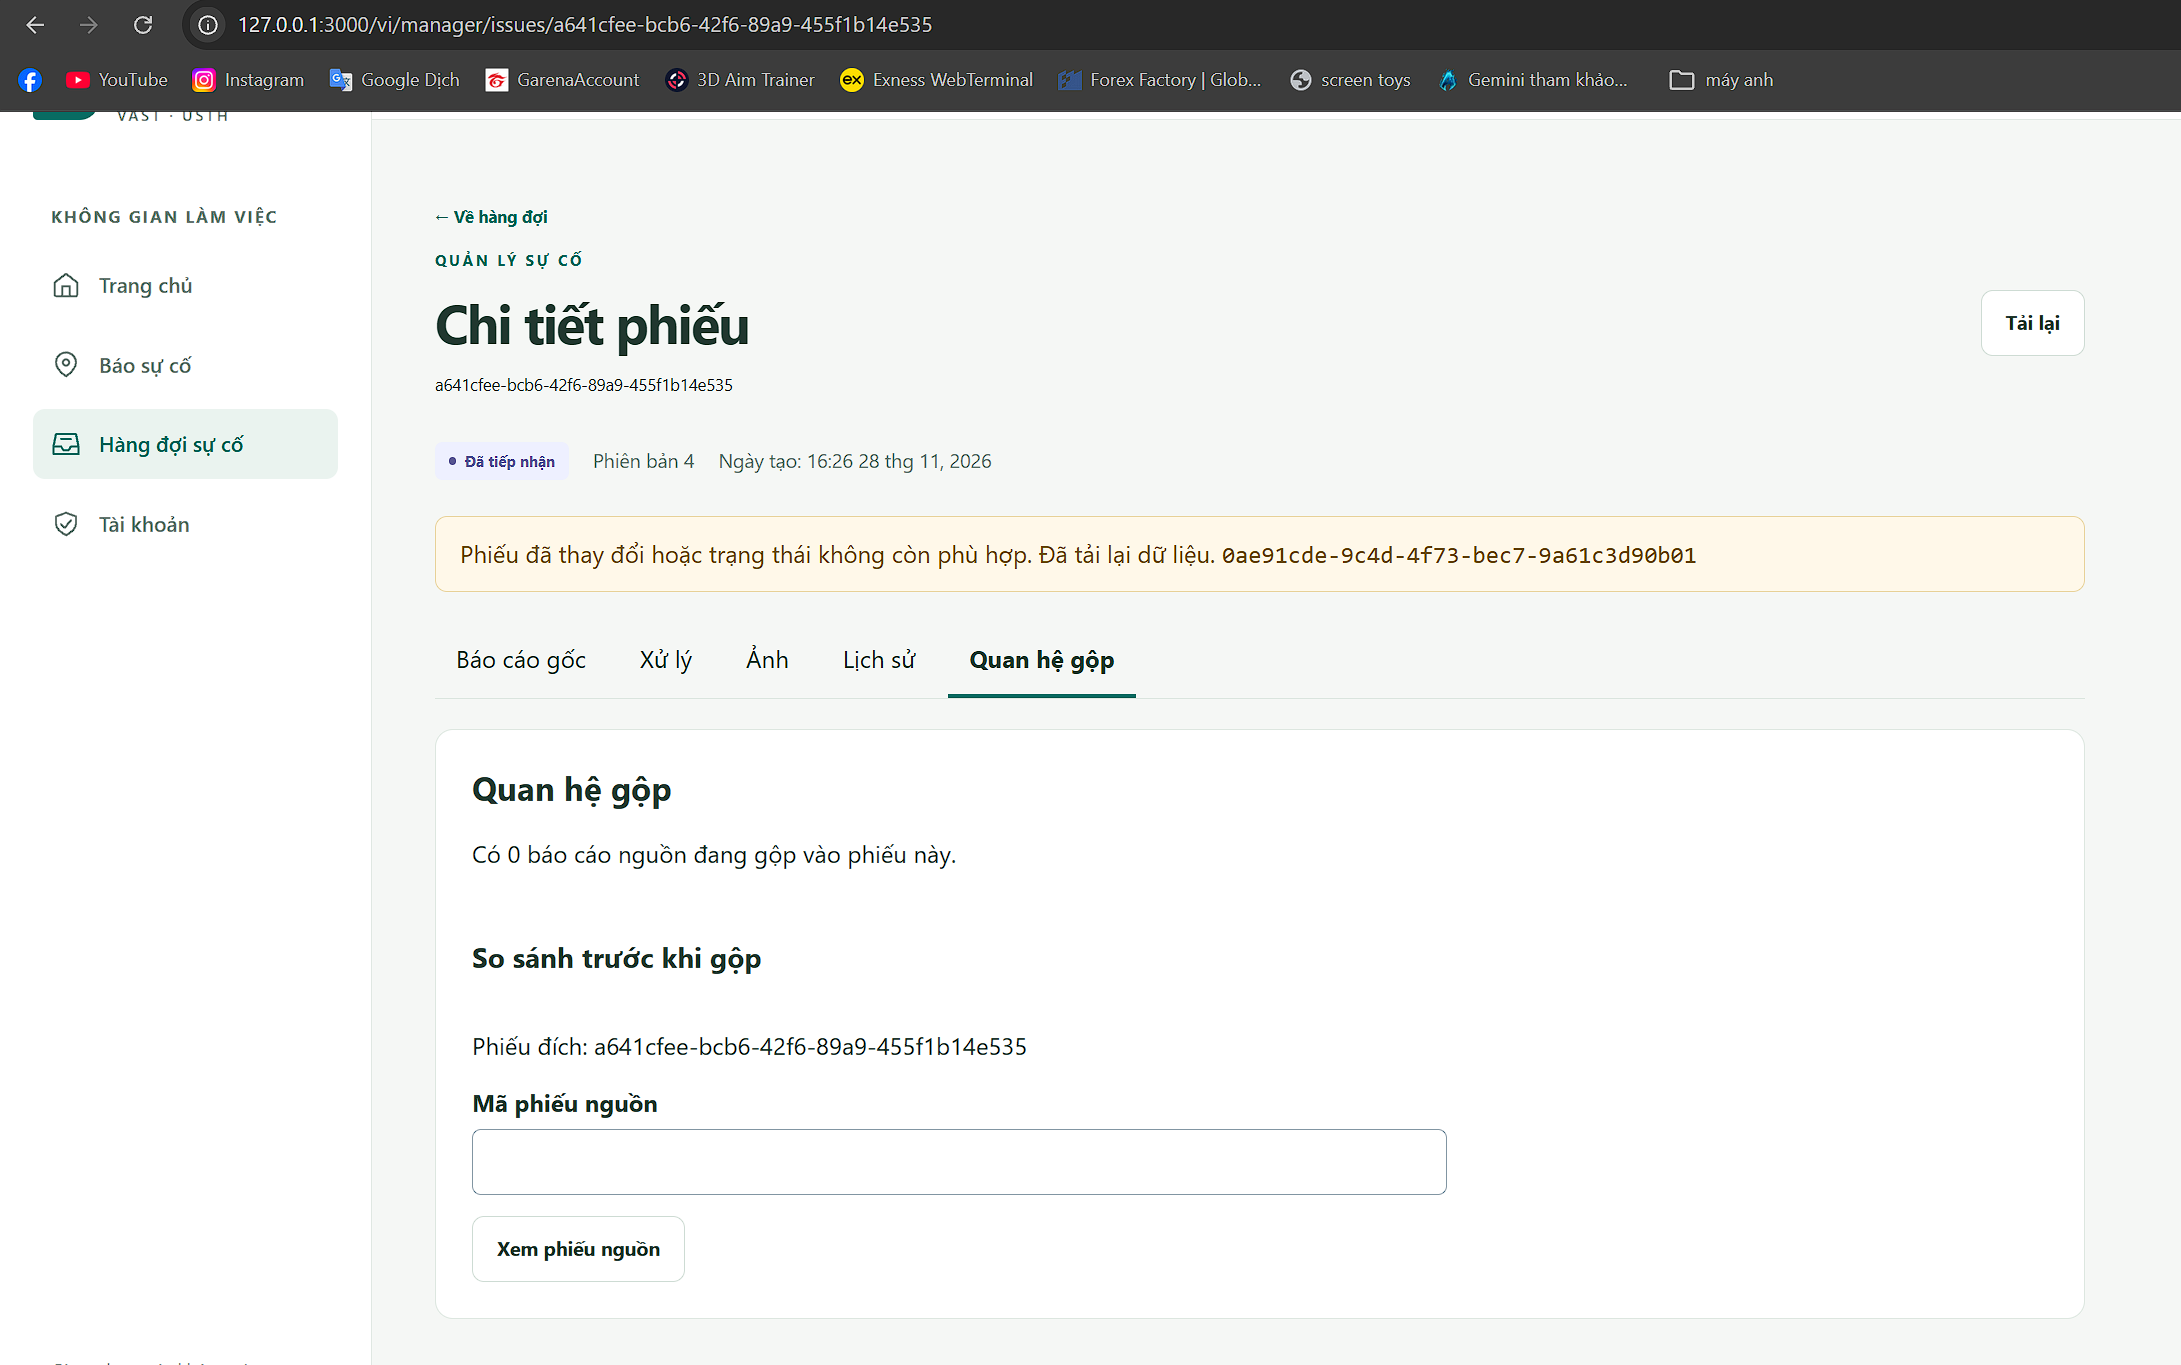 127.0.0.1:3000/vi/manager/issues/a641cfee-bcb6-42f6-89a9-455f1b14e535
YouTube
Instagram
Google Dịch
GarenaAccount
3D Aim Trainer
Exness WebTerminal
Forex Factory | Glob...
screen toys
Gemini tham khảo...
máy anh
VAST · USTH
KHÔNG GIAN LÀM VIỆC
Trang chủ
Báo sự cố
Hàng đợi sự cố
Tài khoản
← Về hàng đợi
QUẢN LÝ SỰ CỐ
Chi tiết phiếu
Tải lại
a641cfee-bcb6-42f6-89a9-455f1b14e535
Đã tiếp nhận
Phiên bản 4
Ngày tạo: 16:26 28 thg 11, 2026
Phiếu đã thay đổi hoặc trạng thái không còn phù hợp. Đã tải lại dữ liệu. 0ae91cde-9c4d-4f73-bec7-9a61c3d90b01
Báo cáo gốc
Xử lý
Ảnh
Lịch sử
Quan hệ gộp
Quan hệ gộp
Có 0 báo cáo nguồn đang gộp vào phiếu này.
So sánh trước khi gộp
Phiếu đích: a641cfee-bcb6-42f6-89a9-455f1b14e535
Mã phiếu nguồn
Xem phiếu nguồn